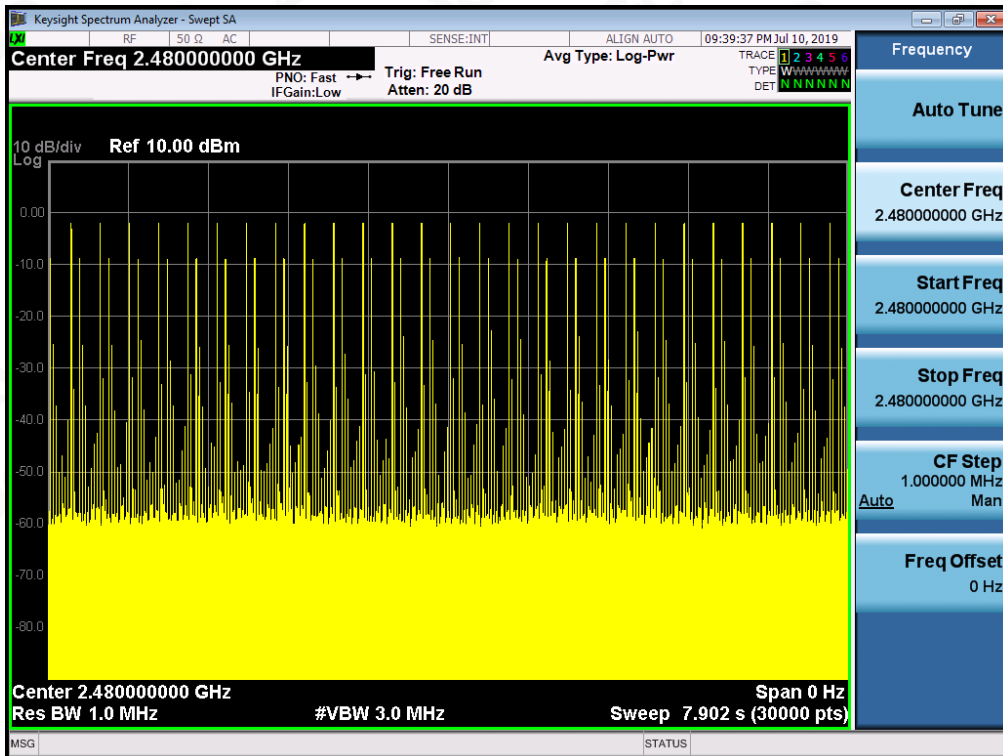 Keysight Spectrum Analyzer - Swept SA
LXI RF 50 Ω AC SENSE:INT ALIGN AUTO 09:39:37 PM Jul 10, 2019
Center Freq 2.480000000 GHz
PNO: Fast
IFGain:Low
Trig: Free Run
Atten: 20 dB
Avg Type: Log-Pwr
TRACE 1 2 3 4 5 6
TYPE WWWWWW
DET N N N N N N
10 dB/div Ref 10.00 dBm
Log
0.00
-10.0
-20.0
-30.0
-40.0
-50.0
-60.0
-70.0
-80.0
Center 2.480000000 GHz Span 0 Hz
Res BW 1.0 MHz #VBW 3.0 MHz Sweep 7.902 s (30000 pts)
MSG STATUS
Frequency
Auto Tune
Center Freq
2.480000000 GHz
Start Freq
2.480000000 GHz
Stop Freq
2.480000000 GHz
CF Step
1.000000 MHz
Auto Man
Freq Offset
0 Hz